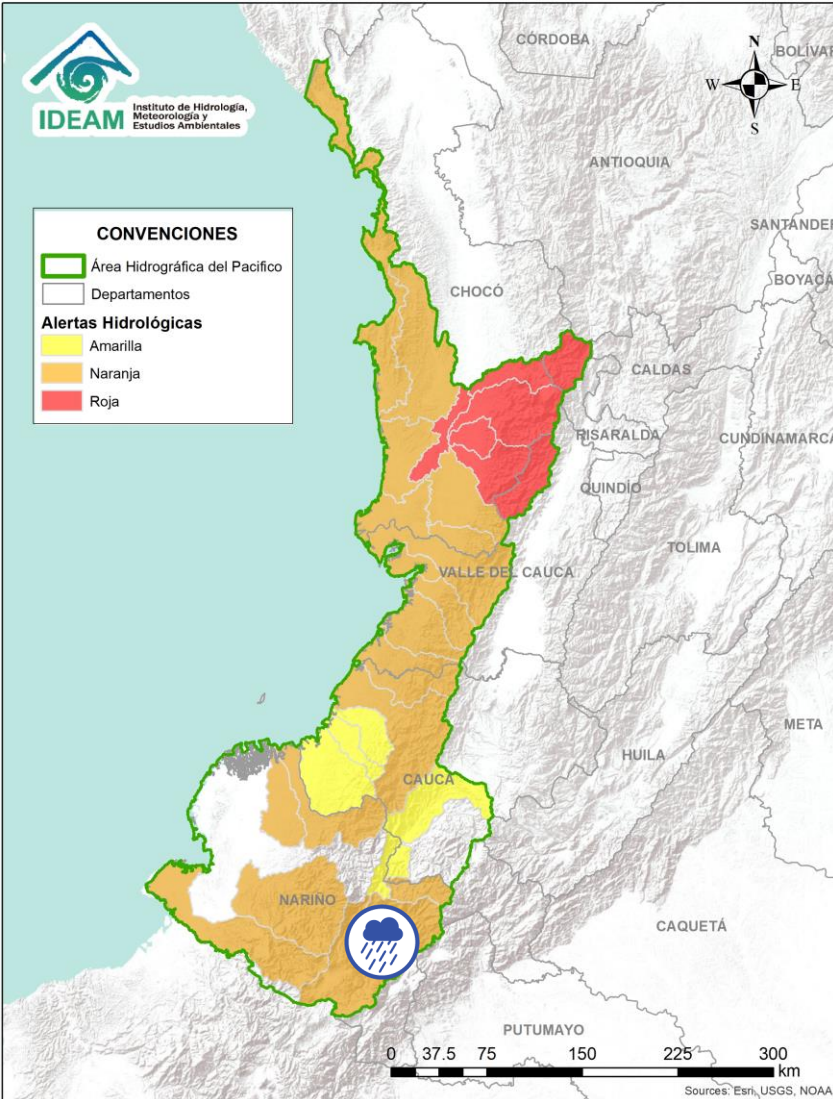 IDEAM
Instituto de Hidrología,
Meteorología y
Estudios Ambientales
N
W
E
S
CONVENCIONES
Área Hidrográfica del Pacifico
Departamentos
Alertas Hidrológicas
Amarilla
Naranja
Roja
CÓRDOBA
BOLÍVAR
ANTIOQUIA
SANTANDER
BOYACÁ
CHOCÓ
CALDAS
RISARALDA
CUNDINAMARCA
QUINDÍO
TOLIMA
VALLE DEL CAUCA
META
HUILA
CAUCA
NARIÑO
CAQUETÁ
PUTUMAYO
0 37.5 75 150 225 300
km
Sources: Esri, USGS, NOAA